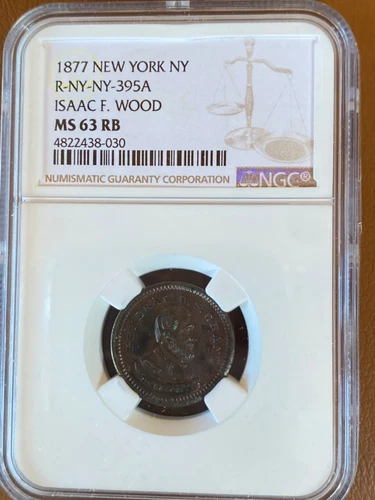 1877 NEW YORK NY
R-NY-NY-395A
ISAAC F. WOOD
MS 63 RB
4822438-030
NUMISMATIC GUARANTY CORPORATION
NGC®